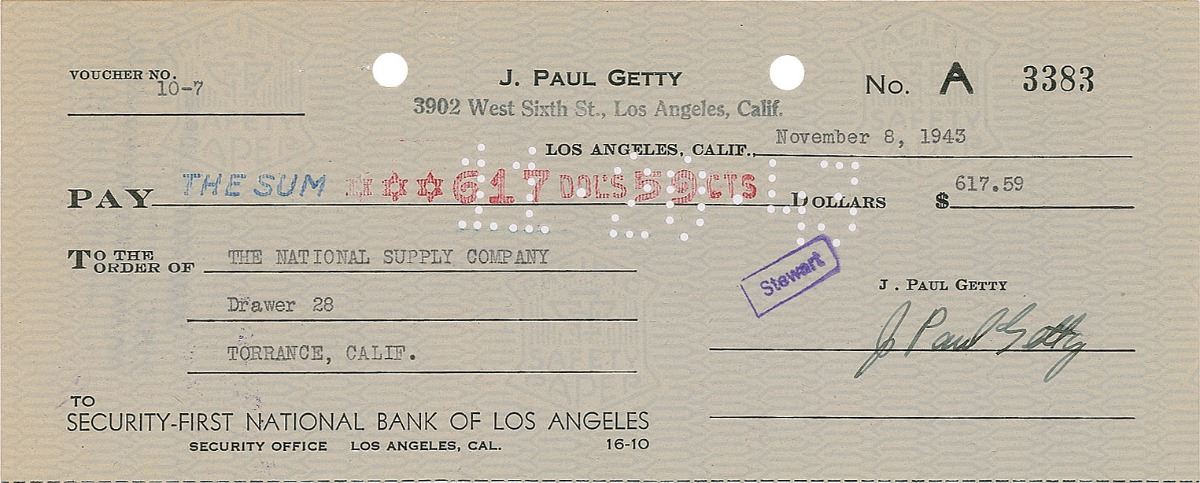 VOUCHER NO. 10-7
J. PAUL GETTY
3902 West Sixth St., Los Angeles, Calif.
No. A 3383
LOS ANGELES, CALIF., November 8, 1943
PAY THE SUM ***617 DOL'S 59 CTS DOLLARS $ 617.59
TO THE ORDER OF THE NATIONAL SUPPLY COMPANY
Drawer 28
TORRANCE, CALIF.
Stewart
J. PAUL GETTY
J Paul Getty
TO
SECURITY-FIRST NATIONAL BANK OF LOS ANGELES
SECURITY OFFICE LOS ANGELES, CAL. 16-10